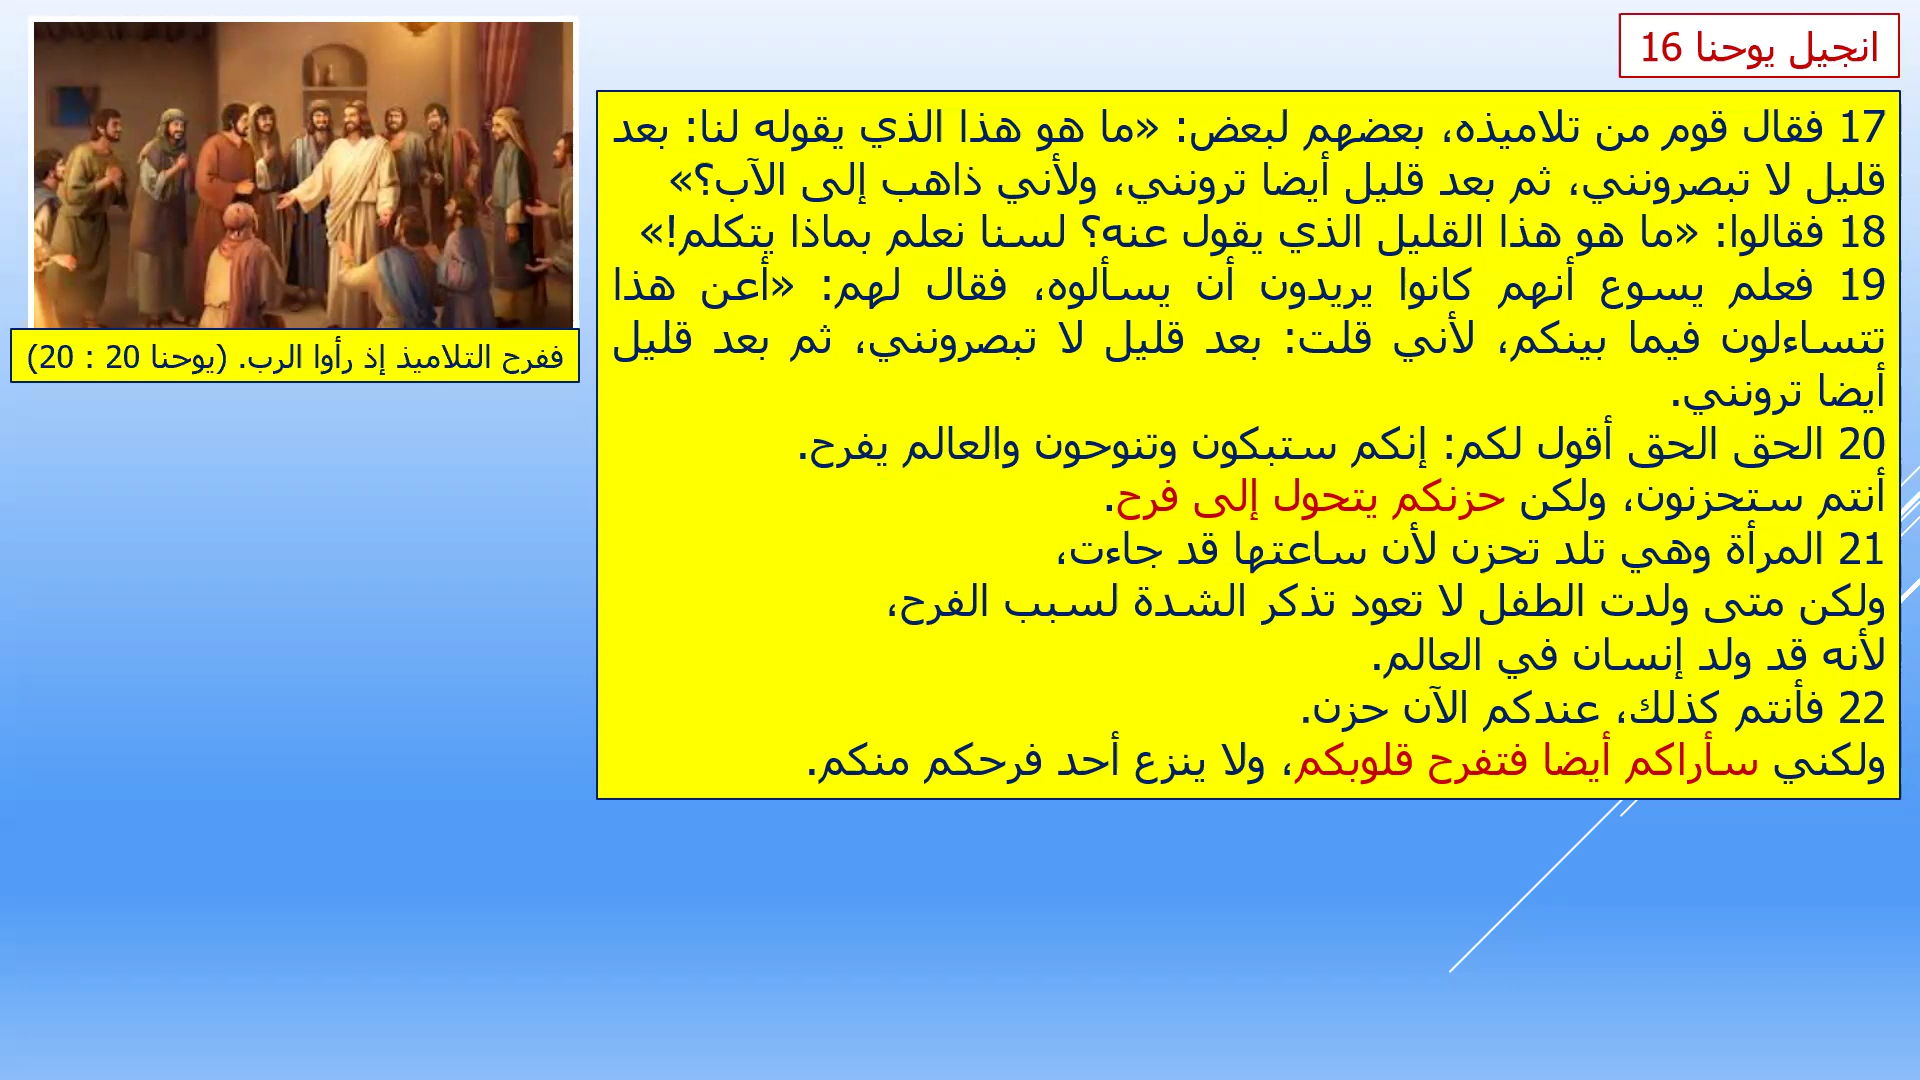 انجيل يوحنا 16
17 فقال قوم من تلاميذه، بعضهم لبعض: «ما هو هذا الذي يقوله لنا: بعد
قليل لا تبصرونني، ثم بعد قليل أيضا ترونني، ولأني ذاهب إلى الآب؟»
18 فقالوا: «ما هو هذا القليل الذي يقول عنه؟ لسنا نعلم بماذا يتكلم!»
19 فعلم يسوع أنهم كانوا يريدون أن يسألوه، فقال لهم: «أعن هذا
تتساءلون فيما بينكم، لأني قلت: بعد قليل لا تبصرونني، ثم بعد قليل
أيضا ترونني.
20 الحق الحق أقول لكم: إنكم ستبكون وتنوحون والعالم يفرح.
أنتم ستحزنون، ولكن حزنكم يتحول إلى فرح.
21 المرأة وهي تلد تحزن لأن ساعتها قد جاءت،
ولكن متى ولدت الطفل لا تعود تذكر الشدة لسبب الفرح،
لأنه قد ولد إنسان في العالم.
22 فأنتم كذلك، عندكم الآن حزن.
ولكني سأراكم أيضا فتفرح قلوبكم، ولا ينزع أحد فرحكم منكم.
ففرح التلاميذ إذ رأوا الرب. (يوحنا 20 : 20)